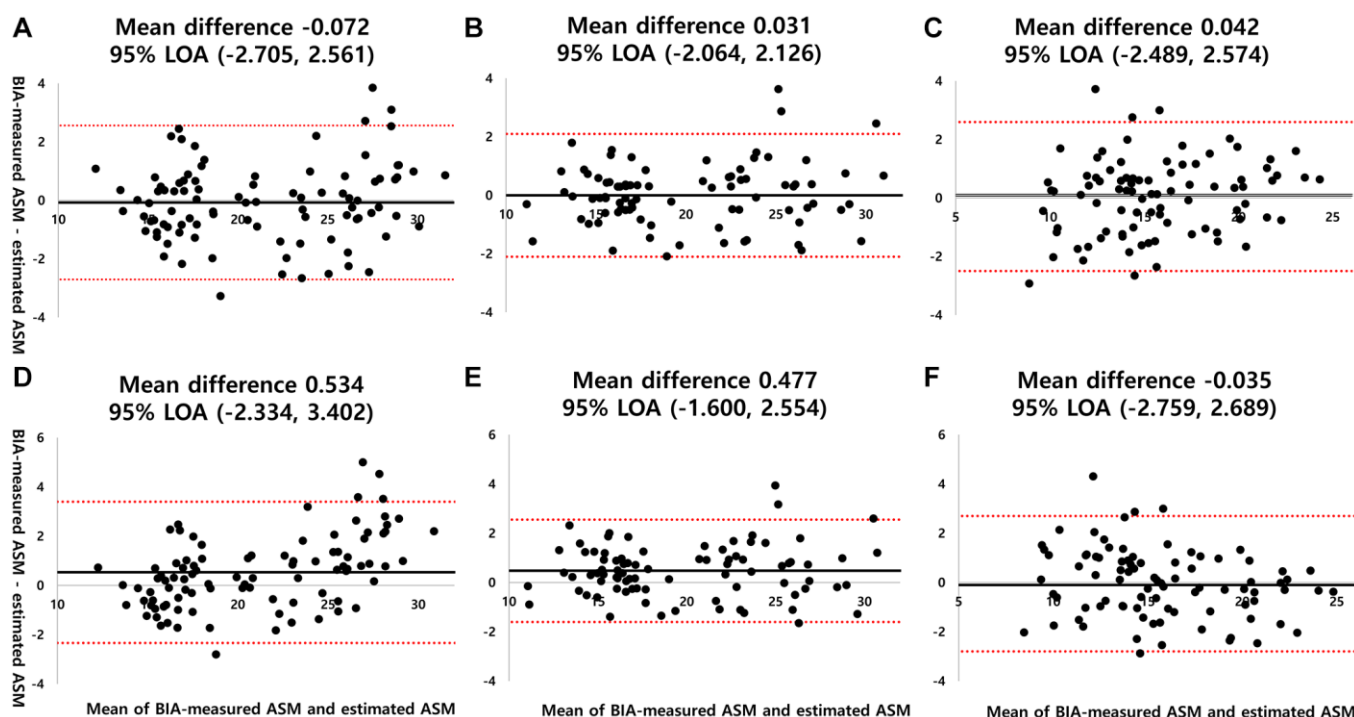 A
Mean difference -0.072
95% LOA (-2.705, 2.561)
B
Mean difference 0.031
95% LOA (-2.064, 2.126)
C
Mean difference 0.042
95% LOA (-2.489, 2.574)
BIA-measured ASM - estimated ASM
4
2
0
-2
-4
10
15
20
25
30
4
2
0
-2
-4
10
15
20
25
30
4
2
0
-2
-4
5
10
15
20
25
D
Mean difference 0.534
95% LOA (-2.334, 3.402)
E
Mean difference 0.477
95% LOA (-1.600, 2.554)
F
Mean difference -0.035
95% LOA (-2.759, 2.689)
BIA-measured ASM - estimated ASM
6
4
2
0
-2
-4
10
15
20
25
30
6
4
2
0
-2
-4
10
15
20
25
30
6
4
2
0
-2
-4
5
10
15
20
25
Mean of BIA-measured ASM and estimated ASM
Mean of BIA-measured ASM and estimated ASM
Mean of BIA-measured ASM and estimated ASM